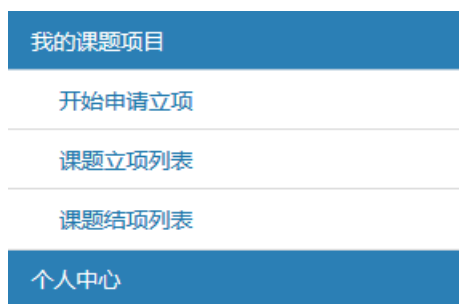 我的课题项目
开始申请立项
课题立项列表
课题结项列表
个人中心